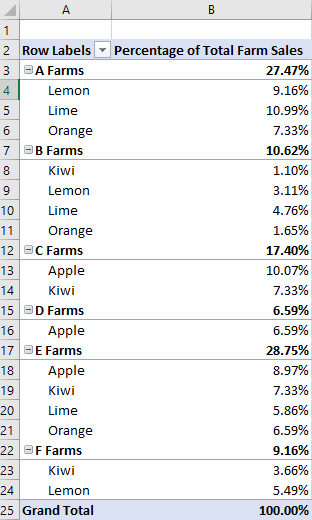 A B
1
2 Row Labels Percentage of Total Farm Sales
3 A Farms 27.47%
4 Lemon 9.16%
5 Lime 10.99%
6 Orange 7.33%
7 B Farms 10.62%
8 Kiwi 1.10%
9 Lemon 3.11%
10 Lime 4.76%
11 Orange 1.65%
12 C Farms 17.40%
13 Apple 10.07%
14 Kiwi 7.33%
15 D Farms 6.59%
16 Apple 6.59%
17 E Farms 28.75%
18 Apple 8.97%
19 Kiwi 7.33%
20 Lime 5.86%
21 Orange 6.59%
22 F Farms 9.16%
23 Kiwi 3.66%
24 Lemon 5.49%
25 Grand Total 100.00%